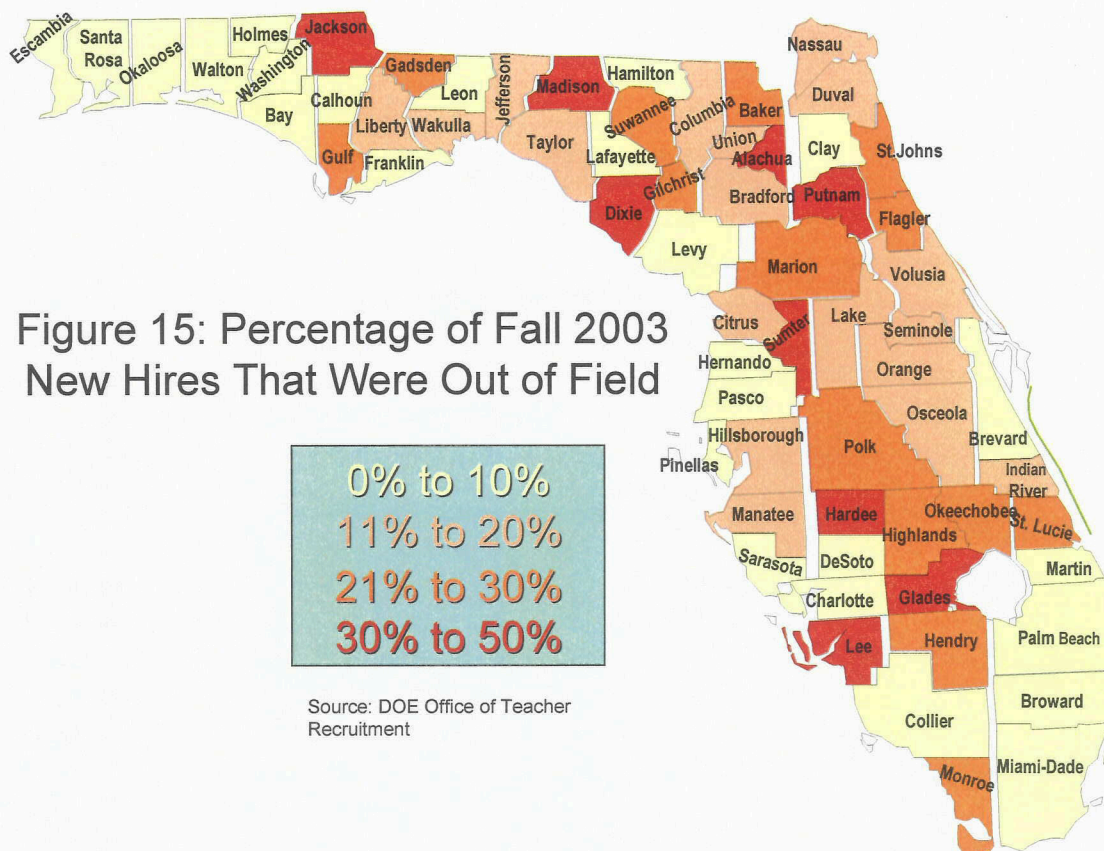 Escambia
Santa
Rosa
Okaloosa
Walton
Holmes
Washington
Jackson
Bay
Calhoun
Gulf
Gadsden
Liberty
Franklin
Leon
Wakulla
Jefferson
Madison
Taylor
Hamilton
Suwannee
Lafayette
Dixie
Gilchrist
Columbia
Baker
Union
Alachua
Bradford
Nassau
Duval
Clay
St.Johns
Putnam
Flagler
Levy
Marion
Volusia
Citrus
Sumter
Lake
Seminole
Hernando
Orange
Pasco
Osceola
Brevard
Hillsborough
Pinellas
Polk
Indian
River
Manatee
Hardee
Highlands
Okeechobee
St. Lucie
Sarasota
DeSoto
Martin
Charlotte
Glades
Lee
Hendry
Palm Beach
Collier
Broward
Miami-Dade
Monroe
Figure 15: Percentage of Fall 2003
New Hires That Were Out of Field
0% to 10%
11% to 20%
21% to 30%
30% to 50%
Source: DOE Office of Teacher
Recruitment